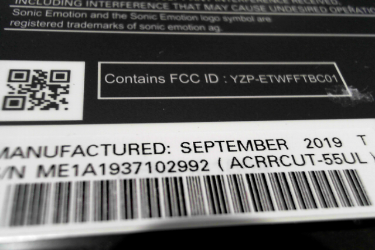 INCLUDING INTERFERENCE THAT MAY CAUSE UNDESIRED OPERATION
Sonic Emotion and the Sonic Emotion logo symbol are
registered trademarks of sonic emotion ag.
Contains FCC ID : YZP-ETWFFTBC01
MANUFACTURED: SEPTEMBER 2019 T
/N ME1A1937102992 ( ACRRCUT-55UL )